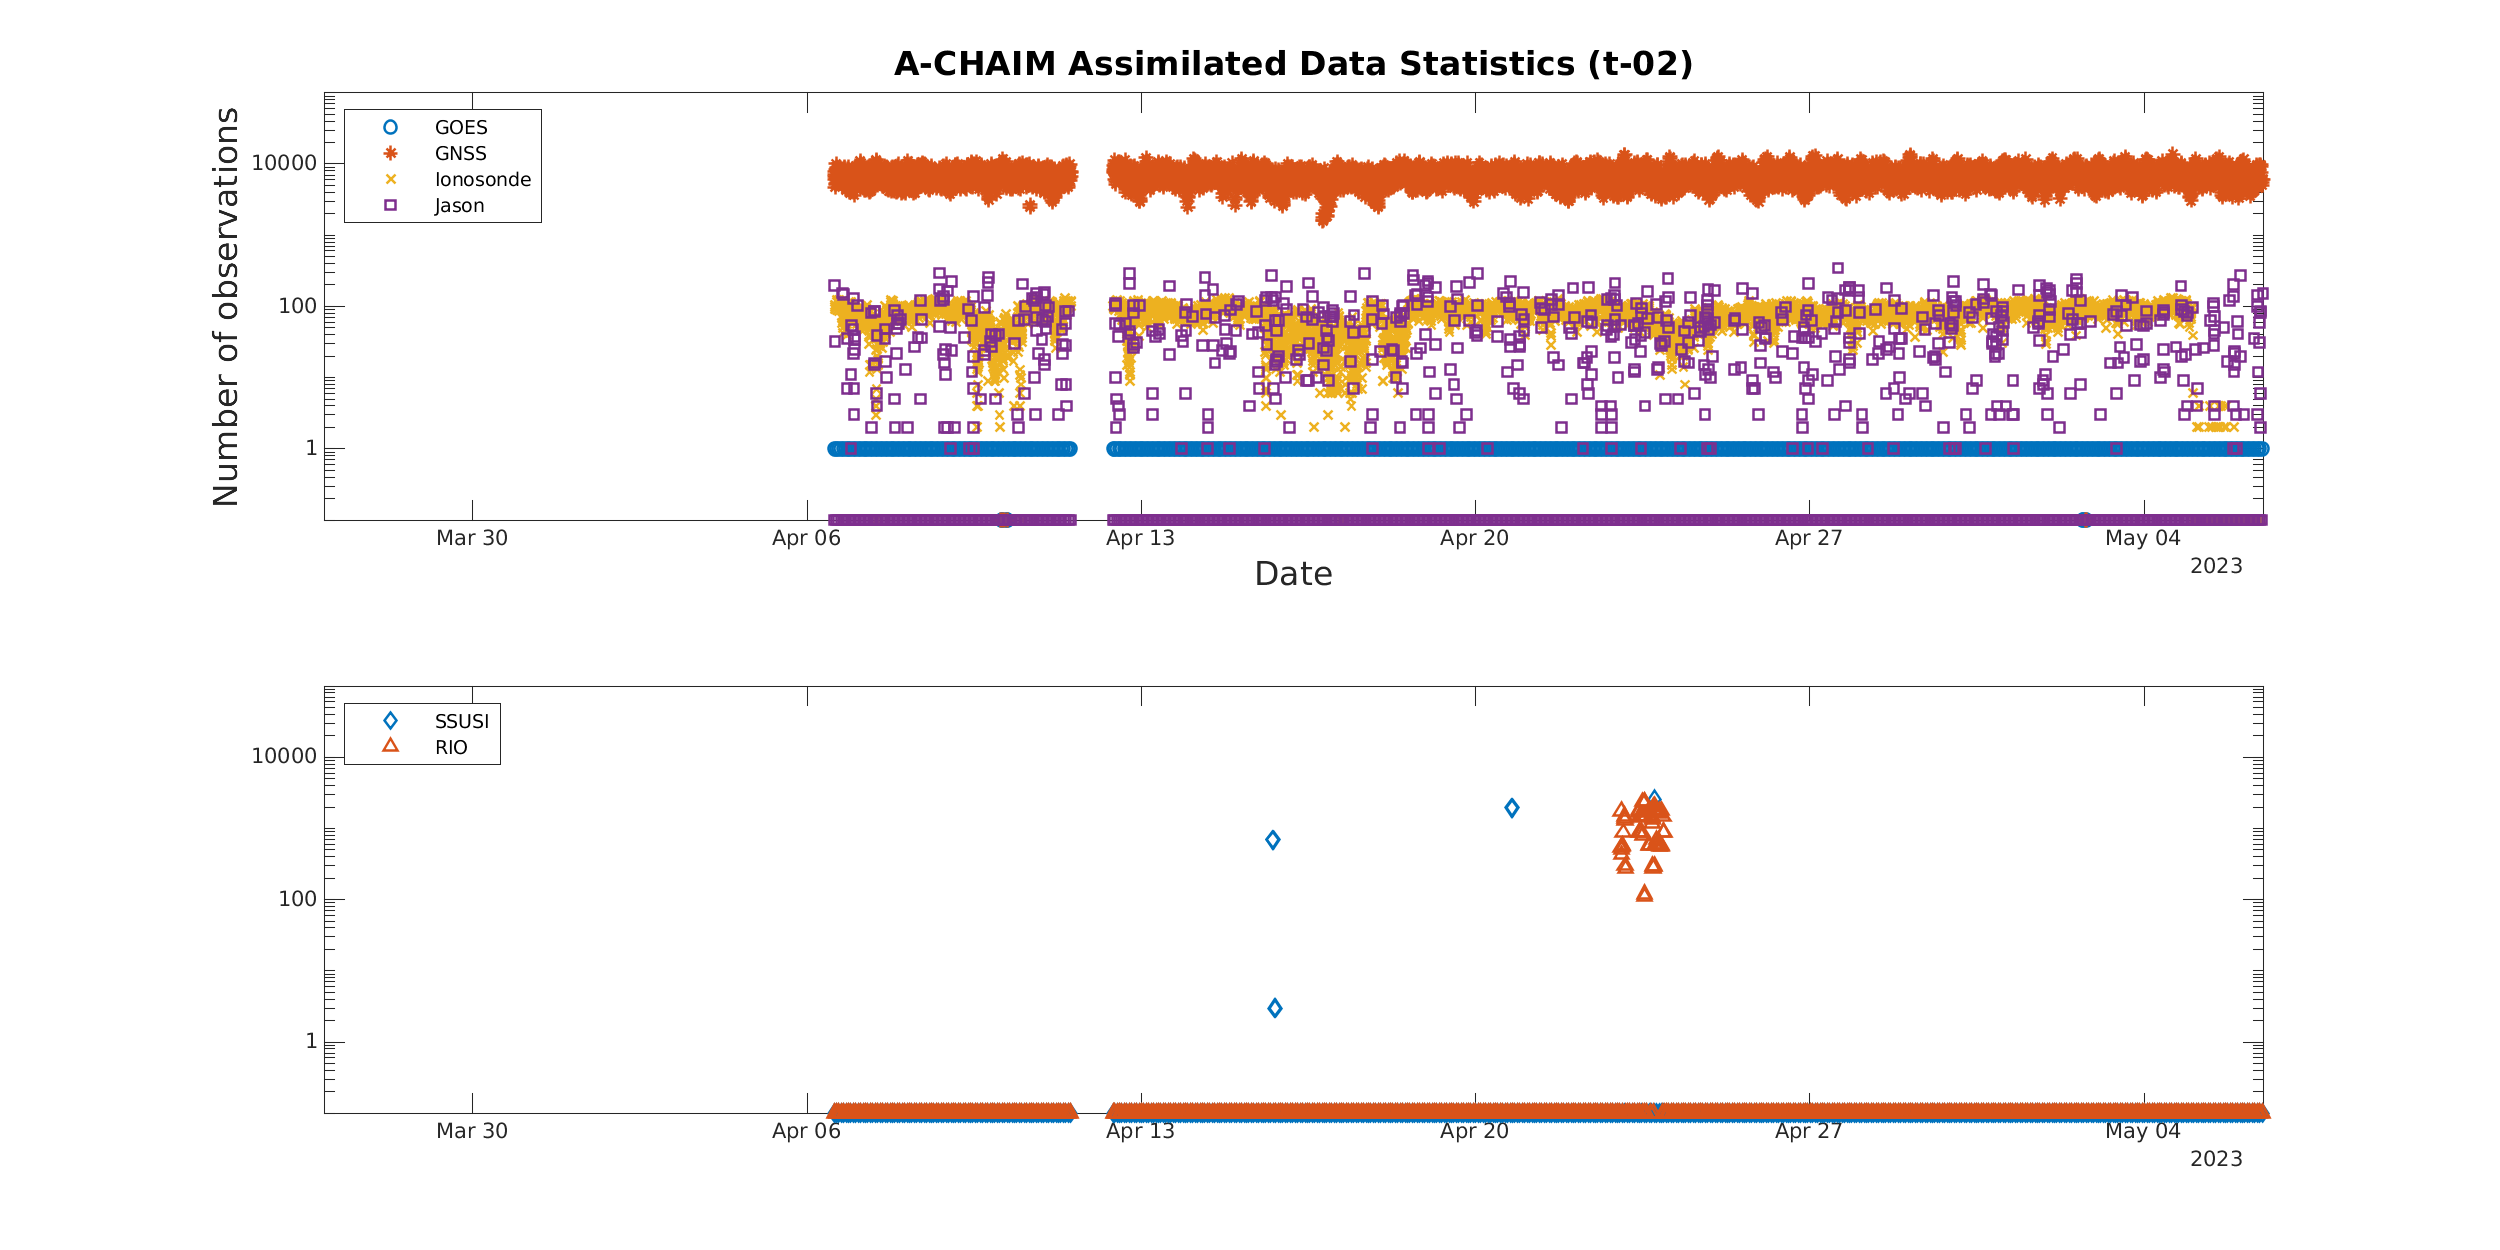 A-CHAIM Assimilated Data Statistics (t-02)
Number of observations
10000
100
1
GOES
GNSS
Ionosonde
Jason
Mar 30
Apr 06
Apr 13
Apr 20
Apr 27
May 04
2023
Date
10000
100
1
SSUSI
RIO
Mar 30
Apr 06
Apr 13
Apr 20
Apr 27
May 04
2023